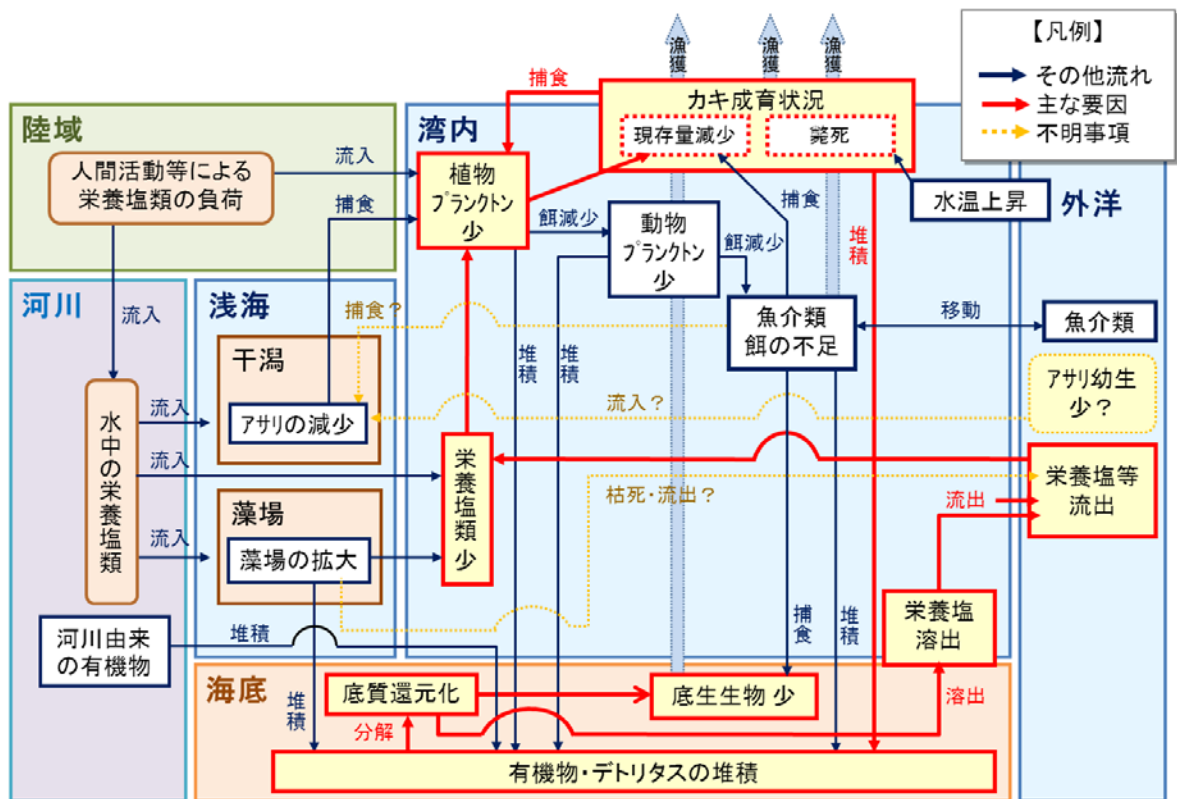 漁獲
漁獲
漁獲
【凡例】
その他流れ
主な要因
不明事項
捕食
カキ成育状況
現存量減少
斃死
陸域
人間活動等による
栄養塩類の負荷
流入
捕食
湾内
植物
プランクトン
少
餌減少
動物
プランクトン
少
餌減少
捕食
堆積
水温上昇
外洋
河川
流入
浅海
捕食?
干潟
アサリの減少
堆積
堆積
魚介類
餌の不足
移動
魚介類
アサリ幼生
少?
流入?
水中の栄養塩類
流入
流入
流入
栄養塩類 少
枯死・流出?
栄養塩等
流出
流出
藻場
藻場の拡大
河川由来
の有機物
堆積
捕食
堆積
栄養塩
溶出
海底
堆積
底質還元化
底生生物 少
溶出
分解
有機物・デトリタスの堆積